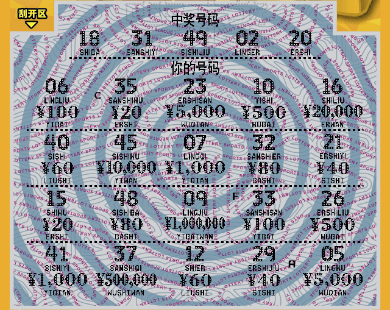 刮开区
中奖号码
18 31 49 02 20
SHIBA SANSHIYI SISHIJIU LINGER ERSHI
你的号码
06 35 23 10 16
LINGLIU SANSHIWU ERSHISAN YISHI SHILIU
¥100 ¥20 ¥5,000 ¥500 ¥20,000
YIBAI ERSHI WUQIAN WUBAI ERWAN
40 45 07 32 21
SISHI SISHIWU LINGQI SANSHIER ERSHIYI
¥60 ¥10,000 ¥1,000 ¥80 ¥40
LIUSHI YIWAN YIQIAN BASHI SISHI
15 48 09 33 26
SHIWU SISHIBA LINGJIU SANSHISAN ERSHILIU
¥20 ¥80 ¥1,000,000 ¥100 ¥500
ERSHI BASHI YIBAIWAN YIBAI WUBAI
41 37 12 29 05
SISHIYI SANSHIQI SHIER ERSHIJIU LINGWU
¥1,000 ¥500,000 ¥60 ¥40 ¥5,000
YIQIAN WUSHIWAN LIUSHI SISHI WUQIAN